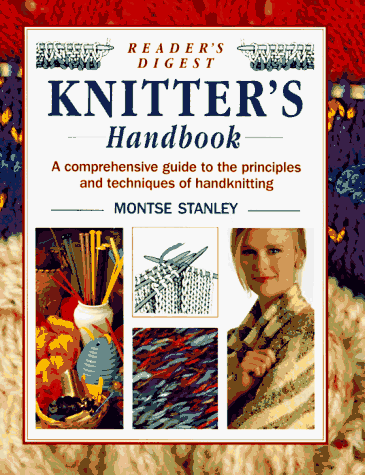 READER'S
DIGEST
KNITTER'S
Handbook
A comprehensive guide to the principles
and techniques of handknitting
MONTSE STANLEY